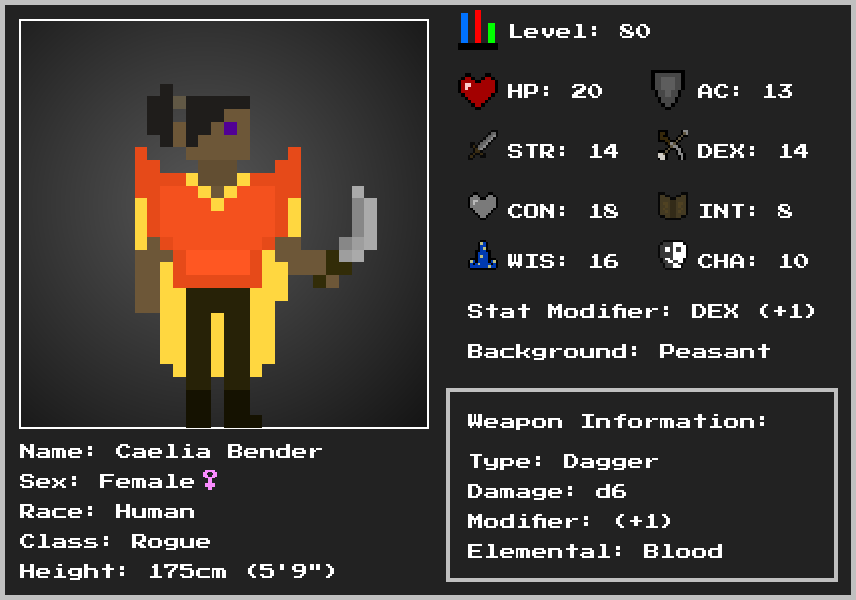 Level: 80
HP: 20 AC: 13
STR: 14 DEX: 14
CON: 18 INT: 8
WIS: 16 CHA: 10
Stat Modifier: DEX (+1)
Background: Peasant
Weapon Information:
Type: Dagger
Damage: d6
Modifier: (+1)
Elemental: Blood
Name: Caelia Bender
Sex: Female♀
Race: Human
Class: Rogue
Height: 175cm (5'9")